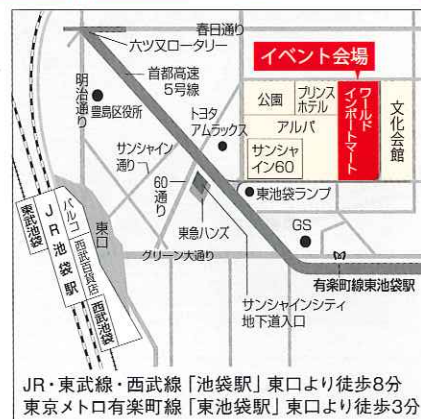 春日通り
六ツ又ロータリー
首都高速
5号線
明治通り
豊島区役所
イベント会場
公園
プリンス
ホテル
ワールド
インポートマート
文化会館
アルパ
サンシャ
イン60
トヨタ
アムラックス
サンシャイン
通り
60通り
東池袋ランプ
東急ハンズ
GS
東口
グリーン大通り
パルコ
西武百貨店
東武池袋
JR池袋駅
西武池袋
有楽町線東池袋駅
サンシャインシティ
地下道入口
JR・東武線・西武線「池袋駅」東口より徒歩8分
東京メトロ有楽町線「東池袋駅」より徒歩3分